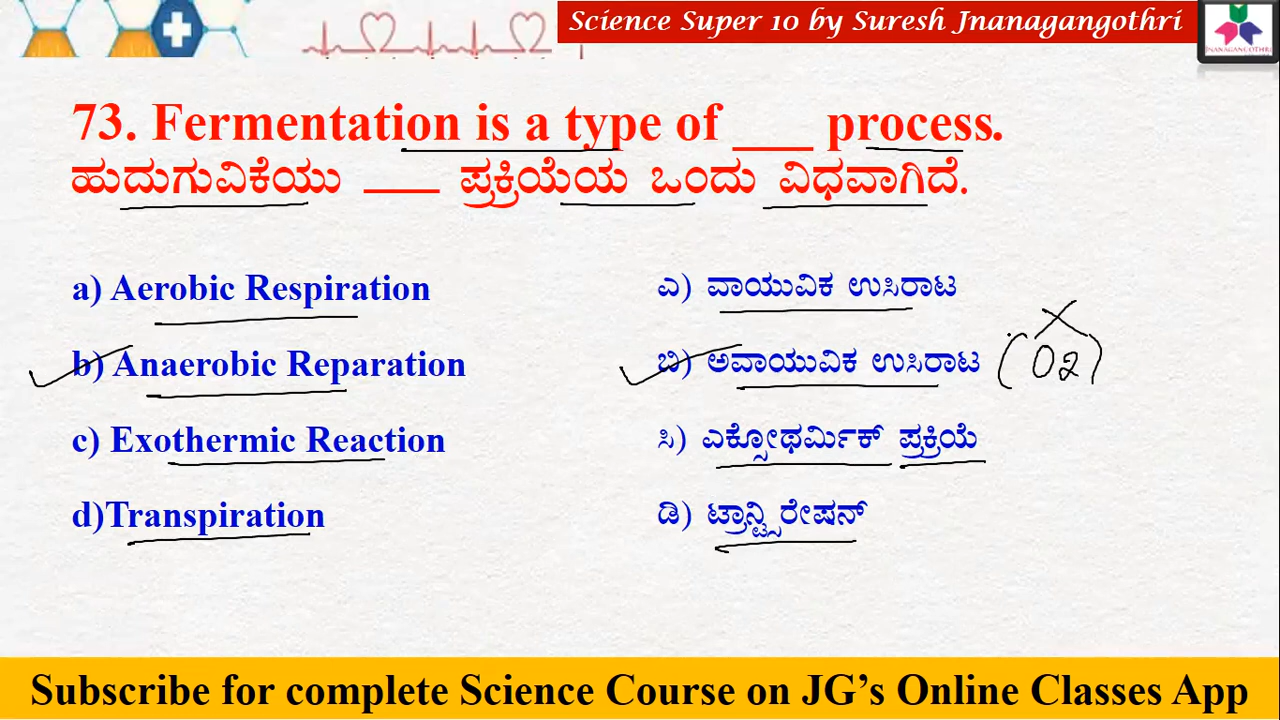 Science Super 10 by Suresh Jnanagangothri
JNANAGANGOTHRI
73. Fermentation is a type of ___ process.
ಹುದುಗುವಿಕೆಯು ___ ಪ್ರಕ್ರಿಯೆಯ ಒಂದು ವಿಧವಾಗಿದೆ.
a) Aerobic Respiration
ಎ) ವಾಯುವಿಕ ಉಸಿರಾಟ
b) Anaerobic Reparation
ಬಿ) ಅವಾಯುವಿಕ ಉಸಿರಾಟ (O2)
c) Exothermic Reaction
ಸಿ) ಎಕ್ಸೋಥರ್ಮಿಕ್ ಪ್ರಕ್ರಿಯೆ
d)Transpiration
ಡಿ) ಟ್ರಾನ್ಸ್ಪಿರೇಷನ್
Subscribe for complete Science Course on JG's Online Classes App